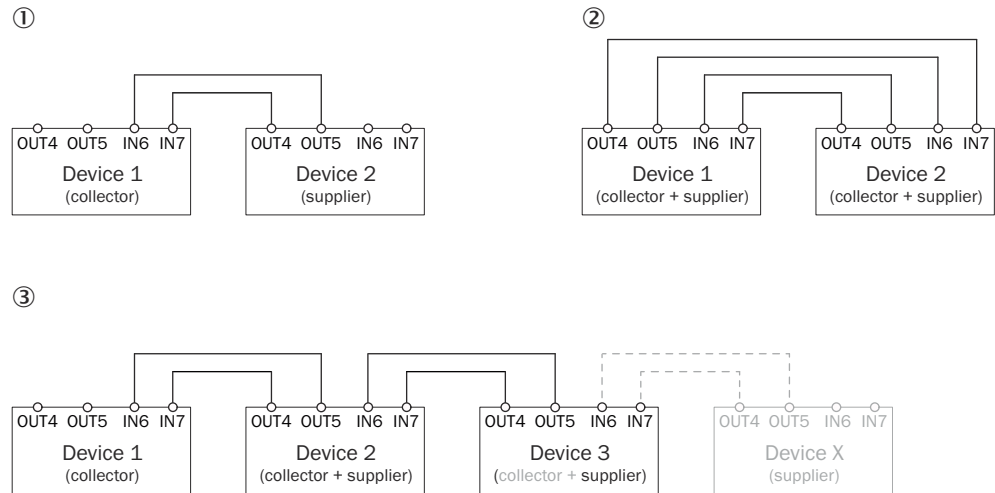 ① ②
OUT4 OUT5 IN6 IN7 OUT4 OUT5 IN6 IN7 OUT4 OUT5 IN6 IN7 OUT4 OUT5 IN6 IN7
Device 1 Device 2 Device 1 Device 2
(collector) (supplier) (collector + supplier) (collector + supplier)
③
OUT4 OUT5 IN6 IN7 OUT4 OUT5 IN6 IN7 OUT4 OUT5 IN6 IN7 OUT4 OUT5 IN6 IN7
Device 1 Device 2 Device 3 Device X
(collector) (collector + supplier) (collector + supplier) (supplier)